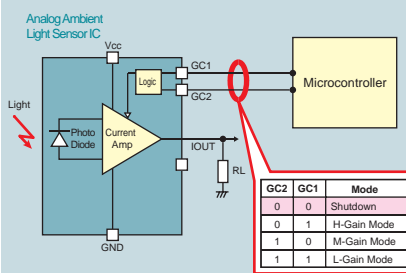 Analog Ambient
Light Sensor IC
Vcc
GC1
Logic
GC2
Microcontroller
Light
Photo
Diode
Current
Amp
IOUT
RL
GND
GC2 GC1 Mode
0 0 Shutdown
0 1 H-Gain Mode
1 0 M-Gain Mode
1 1 L-Gain Mode